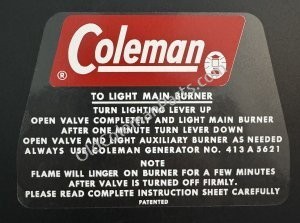 Coleman
®
TO LIGHT MAIN BURNER
TURN LIGHTING LEVER UP
OPEN VALVE COMPLETELY AND LIGHT MAIN BURNER
AFTER ONE MINUTE TURN LEVER DOWN
OPEN VALVE AND LIGHT AUXILIARY BURNER AS NEEDED
ALWAYS USE COLEMAN GENERATOR NO. 413A5621
NOTE
FLAME WILL LINGER ON BURNER FOR A FEW MINUTES
AFTER VALVE IS TURNED OFF FIRMLY.
PLEASE READ COMPLETE INSTRUCTION SHEET CAREFULLY
PATENTED